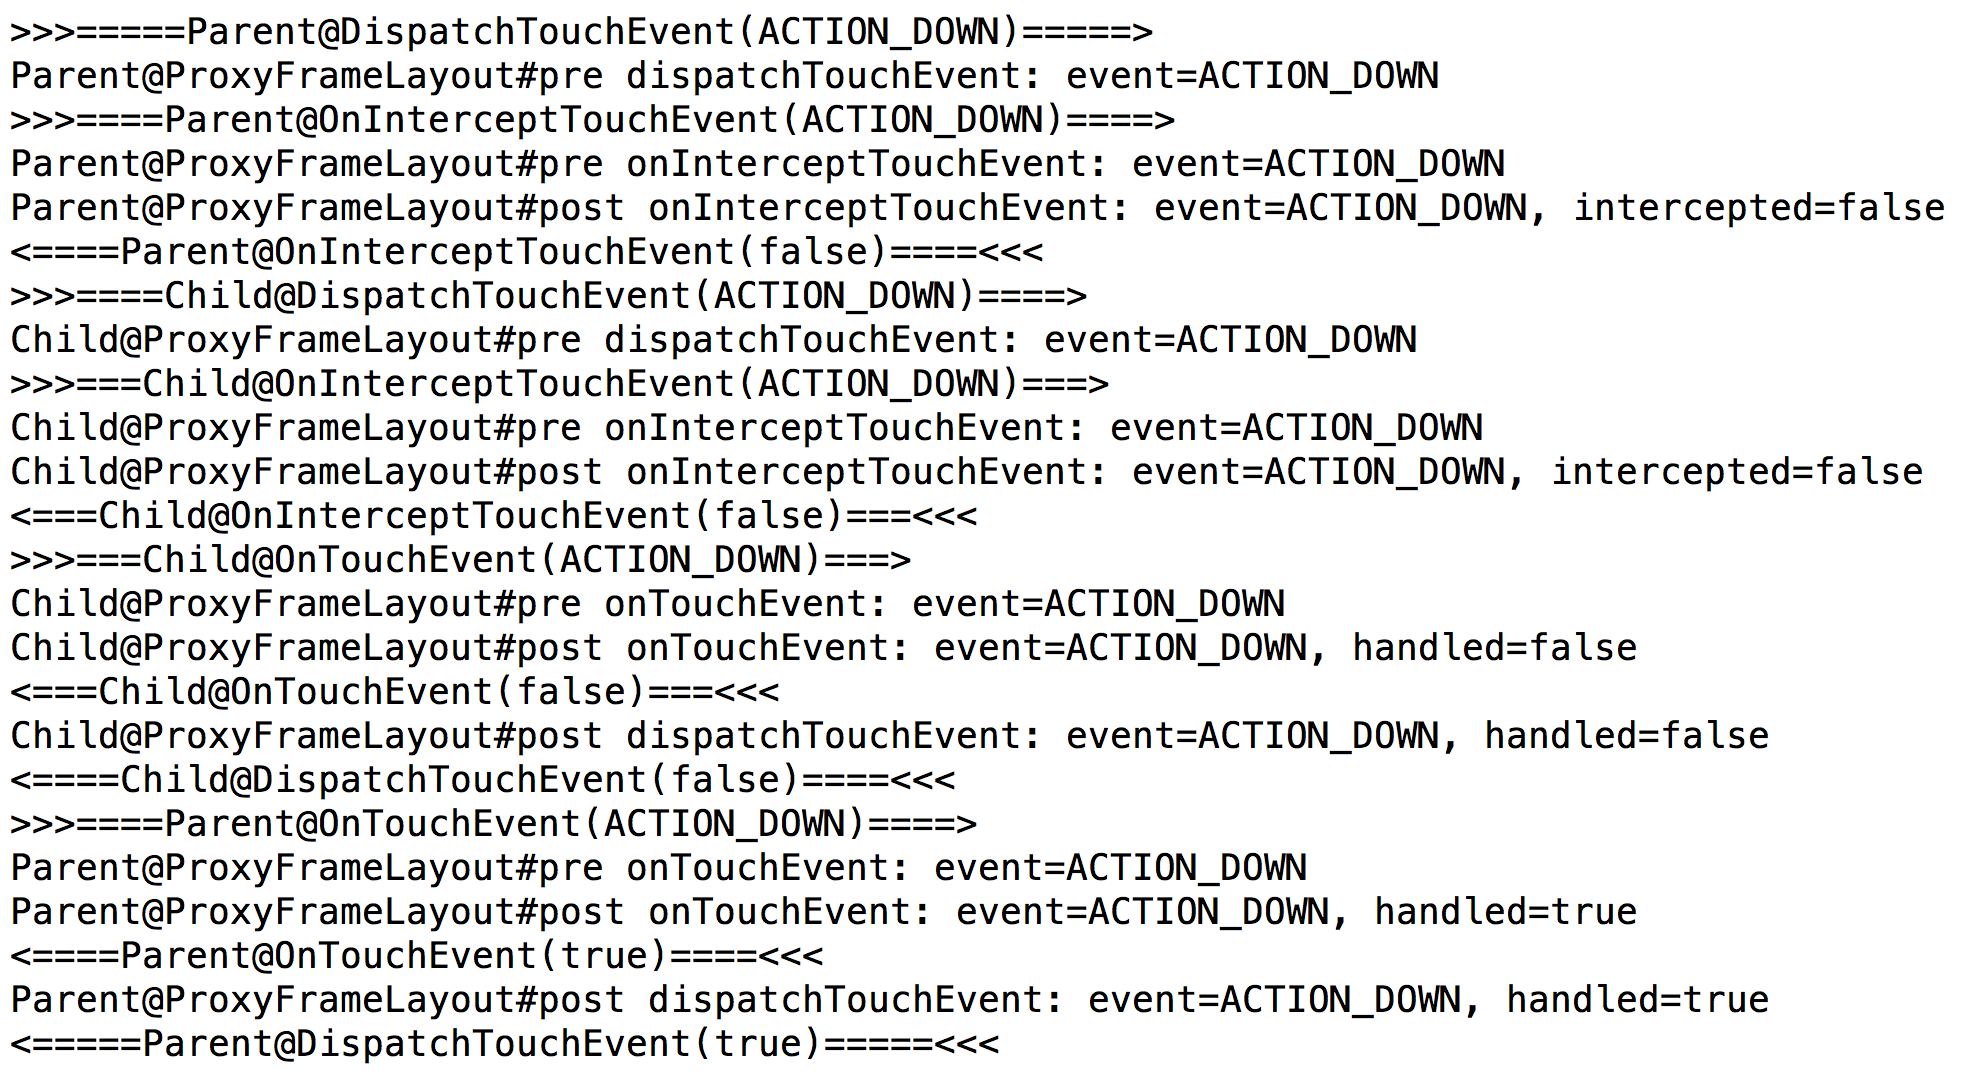 >>>=====Parent@DispatchTouchEvent(ACTION_DOWN)=====>
Parent@ProxyFrameLayout#pre dispatchTouchEvent: event=ACTION_DOWN
>>>====Parent@OnInterceptTouchEvent(ACTION_DOWN)====>
Parent@ProxyFrameLayout#pre onInterceptTouchEvent: event=ACTION_DOWN
Parent@ProxyFrameLayout#post onInterceptTouchEvent: event=ACTION_DOWN, intercepted=false
<====Parent@OnInterceptTouchEvent(false)====<<<
>>>====Child@DispatchTouchEvent(ACTION_DOWN)====>
Child@ProxyFrameLayout#pre dispatchTouchEvent: event=ACTION_DOWN
>>>===Child@OnInterceptTouchEvent(ACTION_DOWN)===>
Child@ProxyFrameLayout#pre onInterceptTouchEvent: event=ACTION_DOWN
Child@ProxyFrameLayout#post onInterceptTouchEvent: event=ACTION_DOWN, intercepted=false
<===Child@OnInterceptTouchEvent(false)===<<<
>>>===Child@OnTouchEvent(ACTION_DOWN)===>
Child@ProxyFrameLayout#pre onTouchEvent: event=ACTION_DOWN
Child@ProxyFrameLayout#post onTouchEvent: event=ACTION_DOWN, handled=false
<===Child@OnTouchEvent(false)===<<<
Child@ProxyFrameLayout#post dispatchTouchEvent: event=ACTION_DOWN, handled=false
<====Child@DispatchTouchEvent(false)====<<<
>>>====Parent@OnTouchEvent(ACTION_DOWN)====>
Parent@ProxyFrameLayout#pre onTouchEvent: event=ACTION_DOWN
Parent@ProxyFrameLayout#post onTouchEvent: event=ACTION_DOWN, handled=true
<====Parent@OnTouchEvent(true)====<<<
Parent@ProxyFrameLayout#post dispatchTouchEvent: event=ACTION_DOWN, handled=true
<=====Parent@DispatchTouchEvent(true)=====<<<